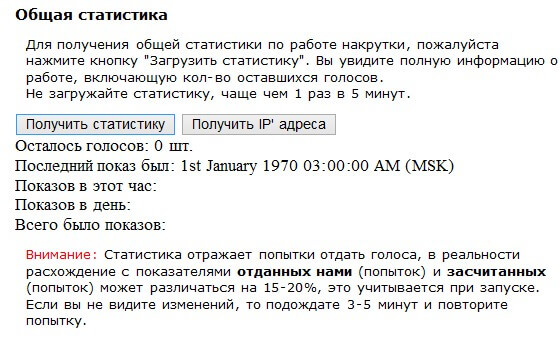 Общая статистика
Для получения общей статистики по работе накрутки, пожалуйста
нажмите кнопку "Загрузить статистику". Вы увидите полную информацию о
работе, включающую кол-во оставшихся голосов.
Не загружайте статистику, чаще чем 1 раз в 5 минут.
Получить статистику Получить IP' адреса
Осталось голосов: 0 шт.
Последний показ был: 1st January 1970 03:00:00 AM (MSK)
Показов в этот час:
Показов в день:
Всего было показов:
Внимание: Статистика отражает попытки отдать голоса, в реальности
расхождение с показателями отданных нами (попыток) и засчитанных
(попыток) может различаться на 15-20%, это учитывается при запуске.
Если вы не видите изменений, то подождате 3-5 минут и повторите
попытку.